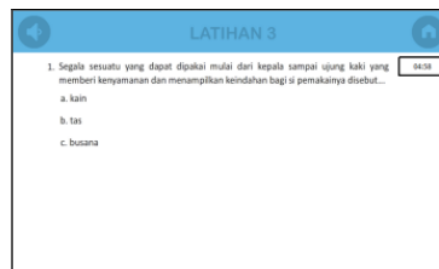 LATIHAN 3
1. Segala sesuatu yang dapat dipakai mulai dari kepala sampai ujung kaki yang
memberi kenyamanan dan menampilkan keindahan bagi si pemakainya disebut...
04:58
a. kain
b. tas
c. busana